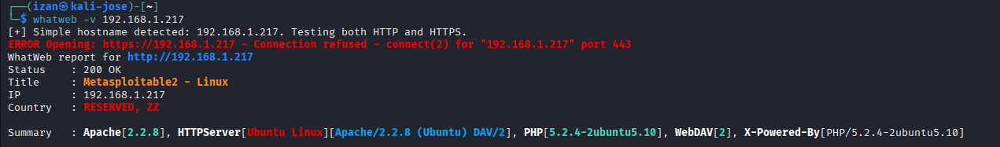 ┌──(izan㉿kali-jose)-[~]
└─$ whatweb -v 192.168.1.217
[+] Simple hostname detected: 192.168.1.217. Testing both HTTP and HTTPS.
ERROR Opening: https://192.168.1.217 - Connection refused - connect(2) for "192.168.1.217" port 443
WhatWeb report for http://192.168.1.217
Status    : 200 OK
Title     : Metasploitable2 - Linux
IP        : 192.168.1.217
Country   : RESERVED, ZZ
Summary   : Apache[2.2.8], HTTPServer[Ubuntu Linux][Apache/2.2.8 (Ubuntu) DAV/2], PHP[5.2.4-2ubuntu5.10], WebDAV[2], X-Powered-By[PHP/5.2.4-2ubuntu5.10]